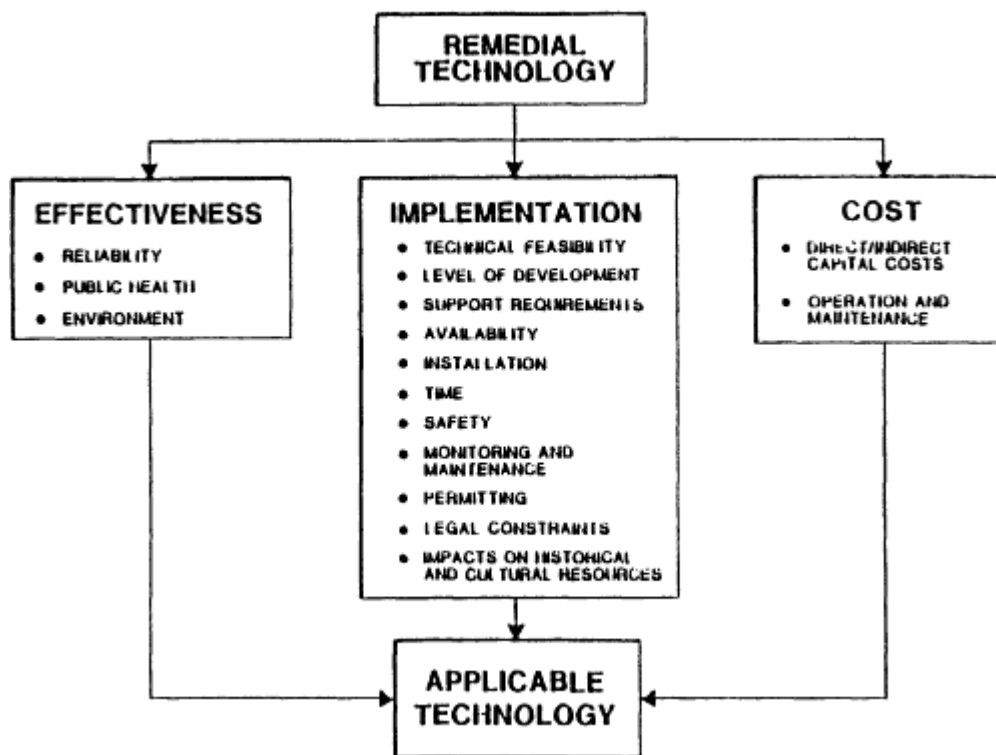 REMEDIAL
TECHNOLOGY
EFFECTIVENESS
• RELIABILITY
• PUBLIC HEALTH
• ENVIRONMENT
IMPLEMENTATION
• TECHNICAL FEASIBILITY
• LEVEL OF DEVELOPMENT
• SUPPORT REQUIREMENTS
• AVAILABILITY
• INSTALLATION
• TIME
• SAFETY
• MONITORING AND
MAINTENANCE
• PERMITTING
• LEGAL CONSTRAINTS
• IMPACTS ON HISTORICAL
AND CULTURAL RESOURCES
COST
• DIRECT/INDIRECT
CAPITAL COSTS
• OPERATION AND
MAINTENANCE
APPLICABLE
TECHNOLOGY